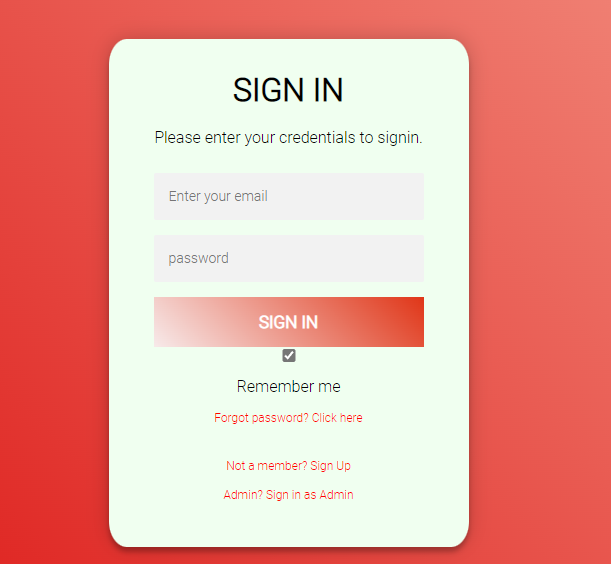 SIGN IN
Please enter your credentials to signin.
Enter your email
password
SIGN IN
Remember me
Forgot password? Click here
Not a member? Sign Up
Admin? Sign in as Admin